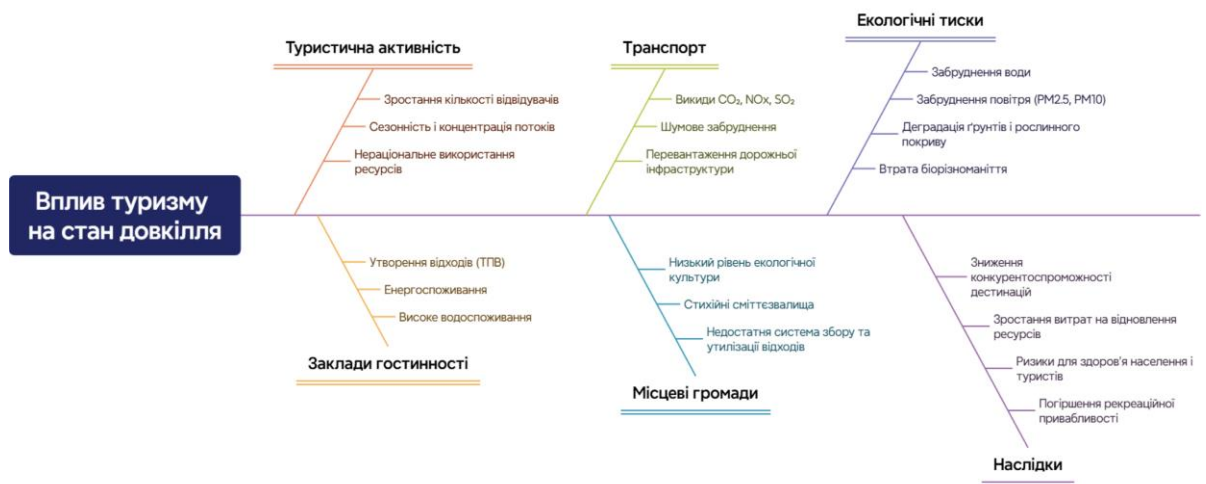 Вплив туризму
на стан довкілля
Туристична активність
Зростання кількості відвідувачів
Сезонність і концентрація потоків
Нераціональне використання
ресурсів
Транспорт
Викиди CO₂, NOx, SO₂
Шумове забруднення
Перевантаження дорожньої
інфраструктури
Екологічні тиски
Забруднення води
Забруднення повітря (PM2.5, PM10)
Деградація ґрунтів і рослинного
покриву
Втрата біорізноманіття
Утворення відходів (ТПВ)
Енергоспоживання
Високе водоспоживання
Заклади гостинності
Низький рівень екологічної
культури
Стихійні сміттєзвалища
Недостатня система збору та
утилізації відходів
Місцеві громади
Зниження
конкурентоспроможності
дестинацій
Зростання витрат на відновлення
ресурсів
Ризики для здоров'я населення і
туристів
Погіршення рекреаційної
привабливості
Наслідки